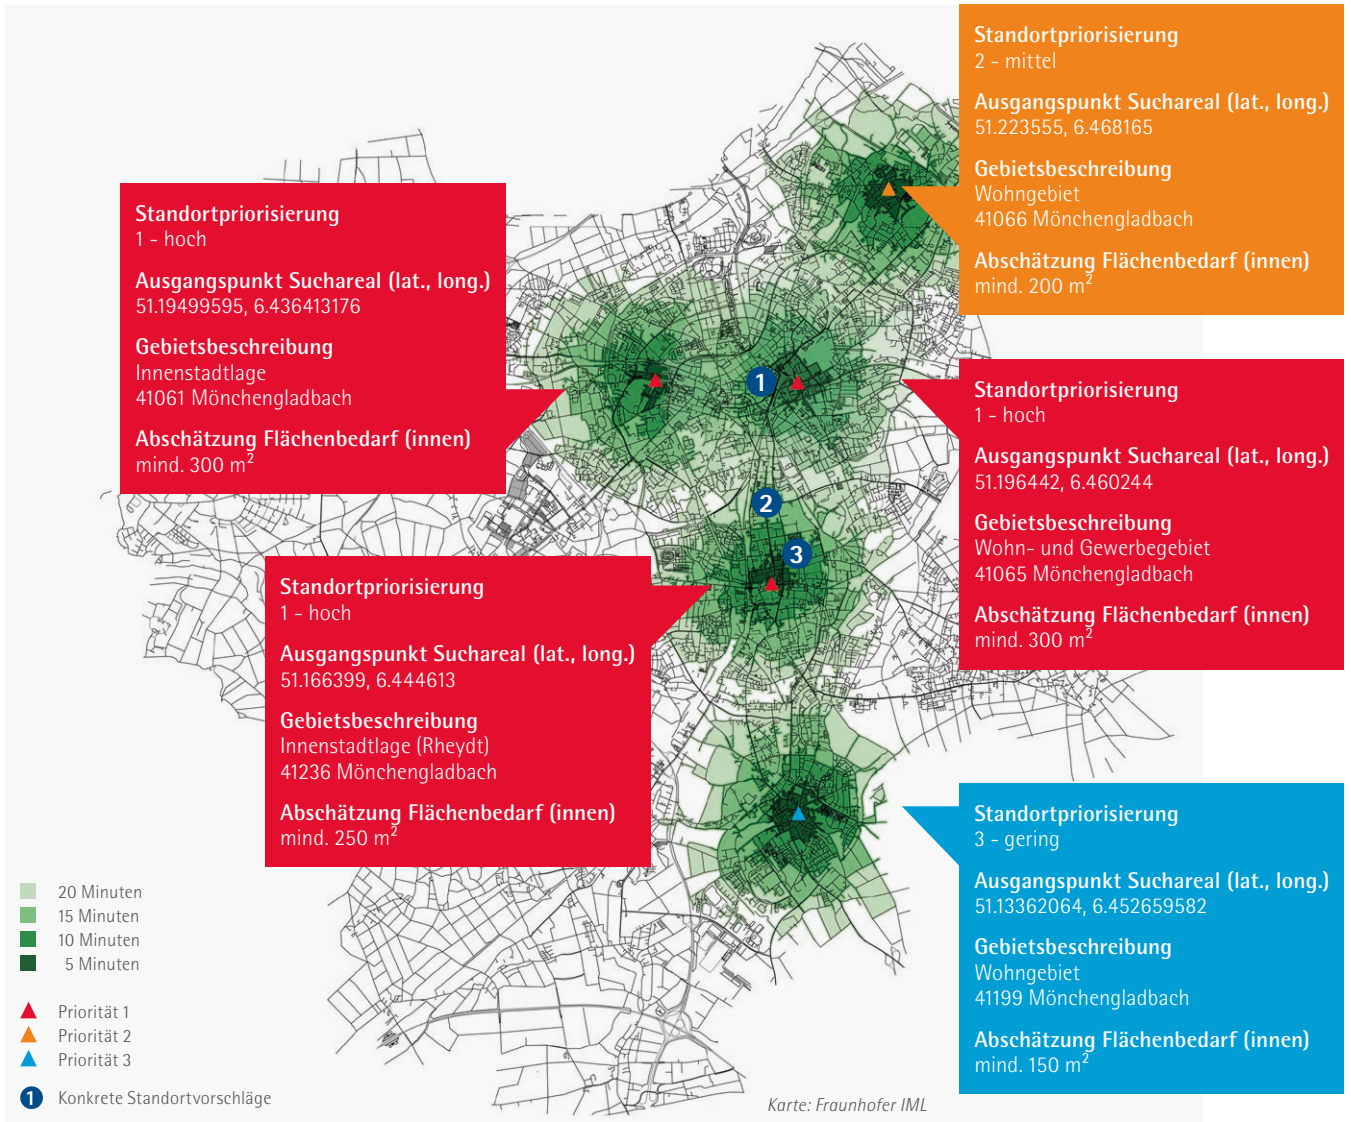 Standortpriorisierung
2 - mittel
Ausgangspunkt Suchareal (lat., long.)
51.223555, 6.468165
Gebietsbeschreibung
Wohngebiet
41066 Mönchengladbach
Abschätzung Flächenbedarf (innen)
mind. 200 m²
Standortpriorisierung
1 - hoch
Ausgangspunkt Suchareal (lat., long.)
51.19499595, 6.436413176
Gebietsbeschreibung
Innenstadtlage
41061 Mönchengladbach
Abschätzung Flächenbedarf (innen)
mind. 300 m²
Standortpriorisierung
1 - hoch
Ausgangspunkt Suchareal (lat., long.)
51.196442, 6.460244
Gebietsbeschreibung
Wohn- und Gewerbegebiet
41065 Mönchengladbach
Abschätzung Flächenbedarf (innen)
mind. 300 m²
1
2
3
Standortpriorisierung
1 - hoch
Ausgangspunkt Suchareal (lat., long.)
51.166399, 6.444613
Gebietsbeschreibung
Innenstadtlage (Rheydt)
41236 Mönchengladbach
Abschätzung Flächenbedarf (innen)
mind. 250 m²
Standortpriorisierung
3 - gering
Ausgangspunkt Suchareal (lat., long.)
51.13362064, 6.452659582
Gebietsbeschreibung
Wohngebiet
41199 Mönchengladbach
Abschätzung Flächenbedarf (innen)
mind. 150 m²
20 Minuten
15 Minuten
10 Minuten
5 Minuten
Priorität 1
Priorität 2
Priorität 3
1 Konkrete Standortvorschläge
Karte: Fraunhofer IML